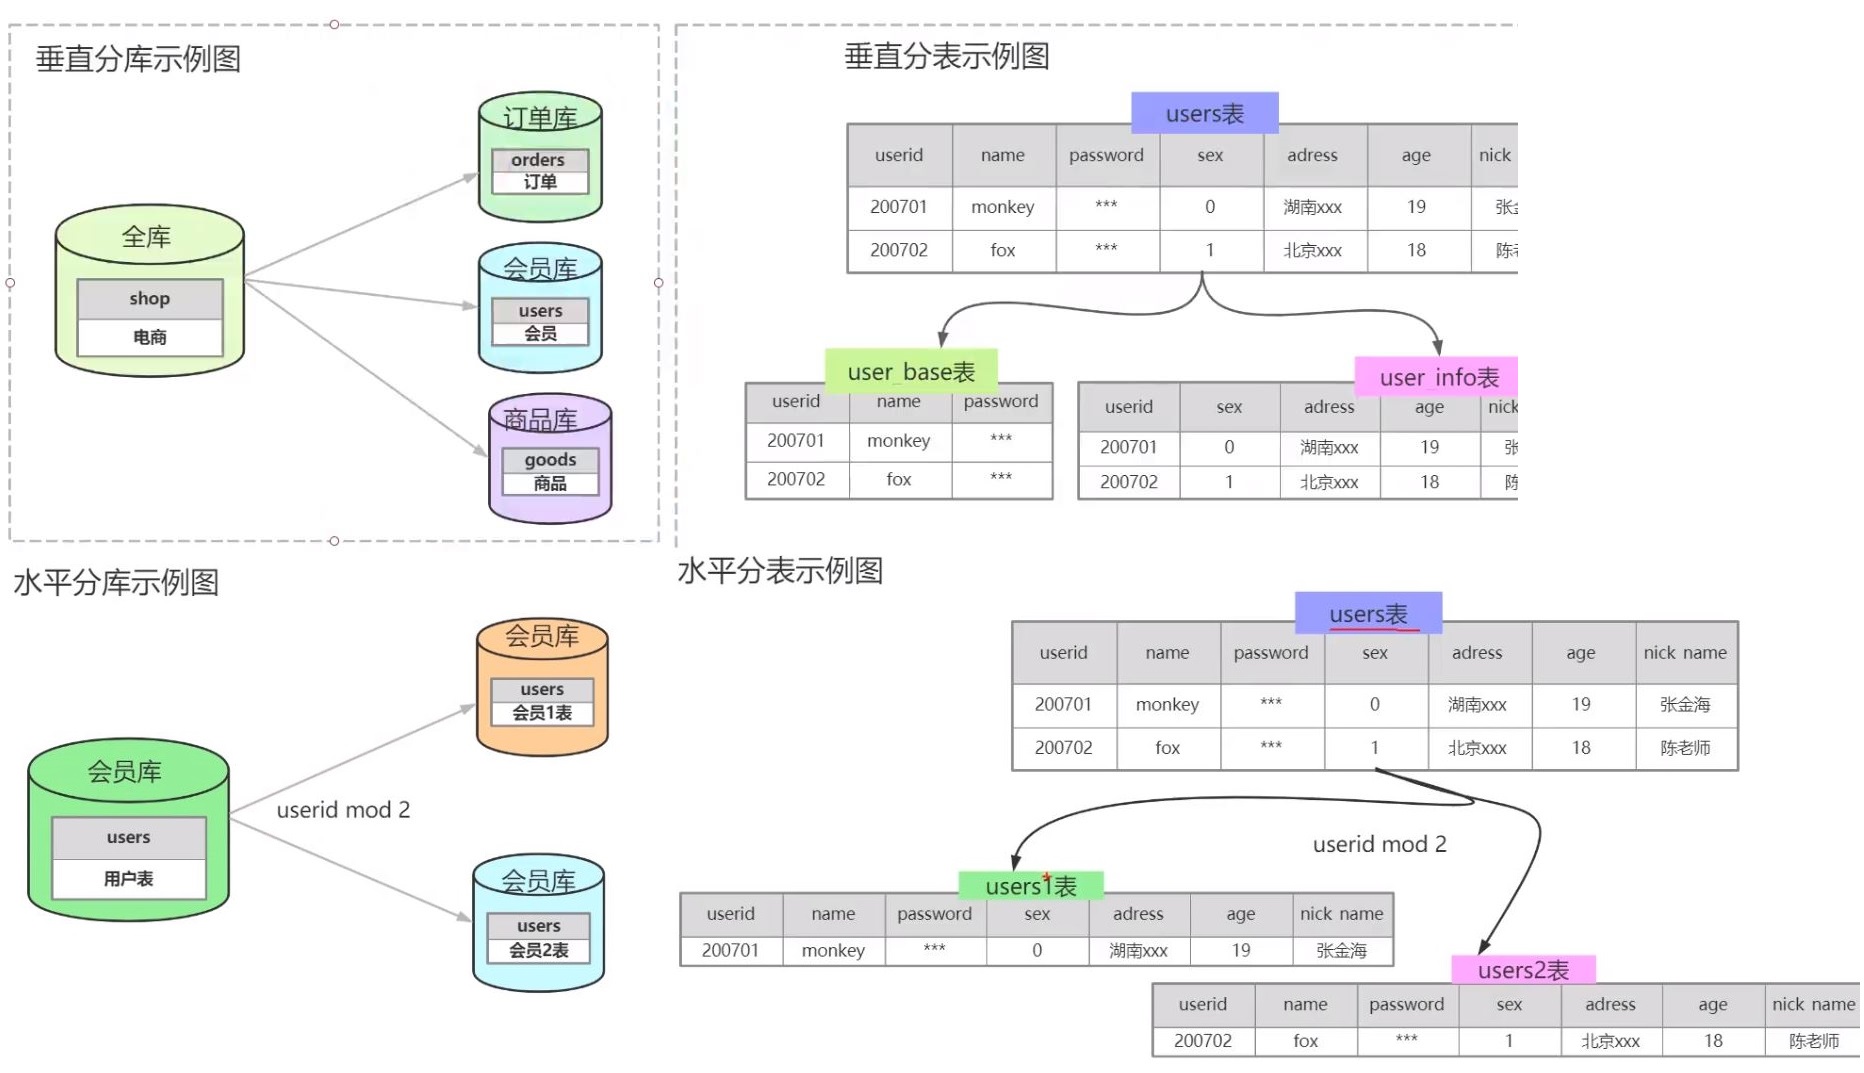 垂直分库示例图
全库
shop
电商
订单库
orders
订单
会员库
users
会员
商品库
goods
商品
垂直分表示例图
users表
userid name password sex adress age nick
200701 monkey *** 0 湖南xxx 19 张
200702 fox *** 1 北京xxx 18 陈
user_base表
userid name password
200701 monkey ***
200702 fox ***
user_info表
userid sex adress age nick
200701 0 湖南xxx 19
200702 1 北京xxx 18
水平分库示例图
会员库
users
用户表
userid mod 2
会员库
users
会员1表
会员库
users
会员2表
水平分表示例图
users表
userid name password sex adress age nick name
200701 monkey *** 0 湖南xxx 19 张金海
200702 fox *** 1 北京xxx 18 陈老师
userid mod 2
users1表
userid name password sex adress age nick name
200701 monkey *** 0 湖南xxx 19 张金海
users2表
userid name password sex adress age nick name
200702 fox *** 1 北京xxx 18 陈老师